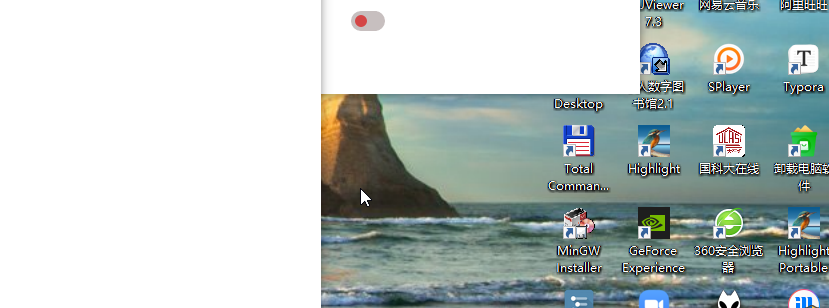 UViewer 网易云音乐 阿里旺旺
7.3
人数字图 SPlayer Typora
Desktop 书馆2.1
Total Highlight 国科大在线 卸载电脑软
Comman... 件
MinGW GeForce 360安全浏览 Highlight
Installer Experience 器 Portable